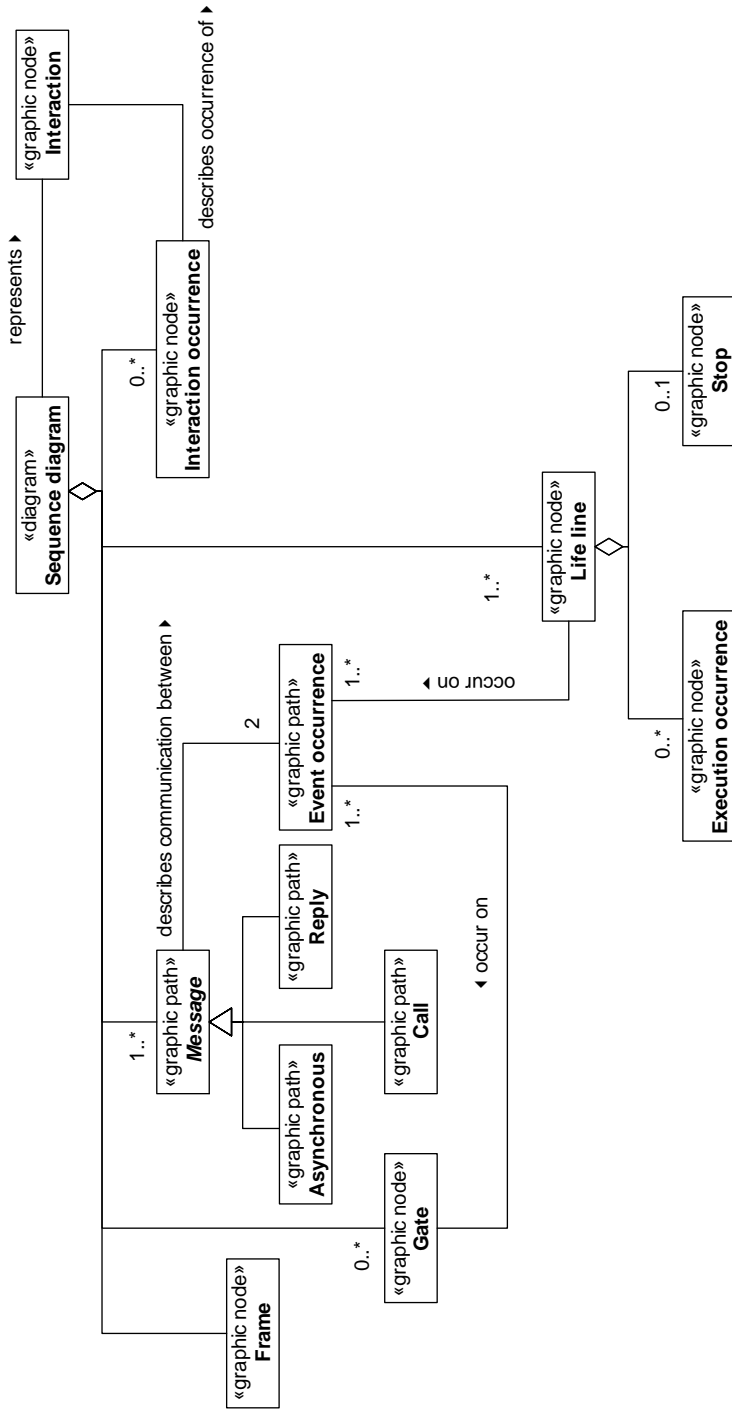 «diagram»
Sequence diagram
represents ▶
«graphic node»
Interaction
«graphic node»
Frame
0..*
«graphic node»
Gate
1..*
«graphic path»
Message
describes communication between ▶
2
«graphic path»
Asynchronous
«graphic path»
Call
«graphic path»
Reply
«graphic path»
Event occurrence
1..*
1..*
◀ occur on
◀ occur on
1..*
«graphic node»
Life line
0..*
«graphic node»
Interaction occurrence
describes occurrence of ▶
0..*
«graphic node»
Execution occurrence
0..1
«graphic node»
Stop